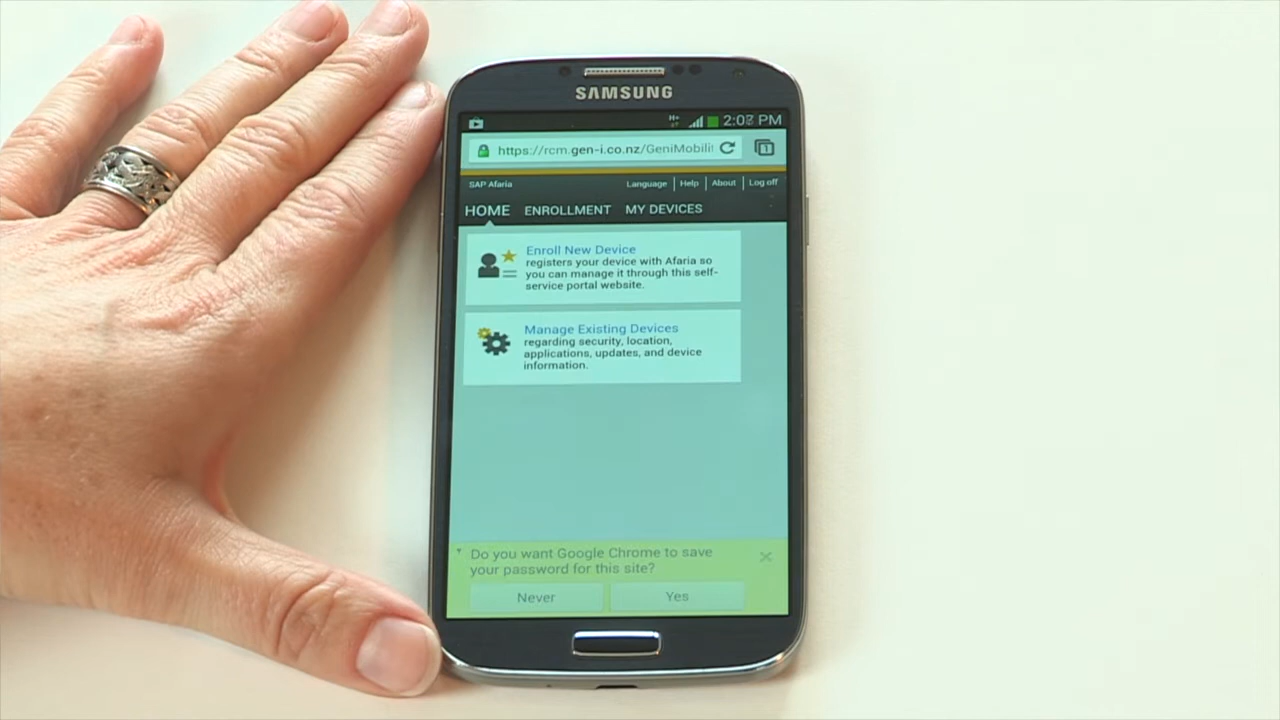 SAMSUNG
2:07 PM
https://rcm.gen-i.co.nz/GeniMobili
1
SAP Afaria
Language Help About Log off
HOME ENROLLMENT MY DEVICES
Enroll New Device
registers your device with Afaria so
you can manage it through this self-
service portal website.
Manage Existing Devices
regarding security, location,
applications, updates, and device
information.
Do you want Google Chrome to save
your password for this site?
Never Yes